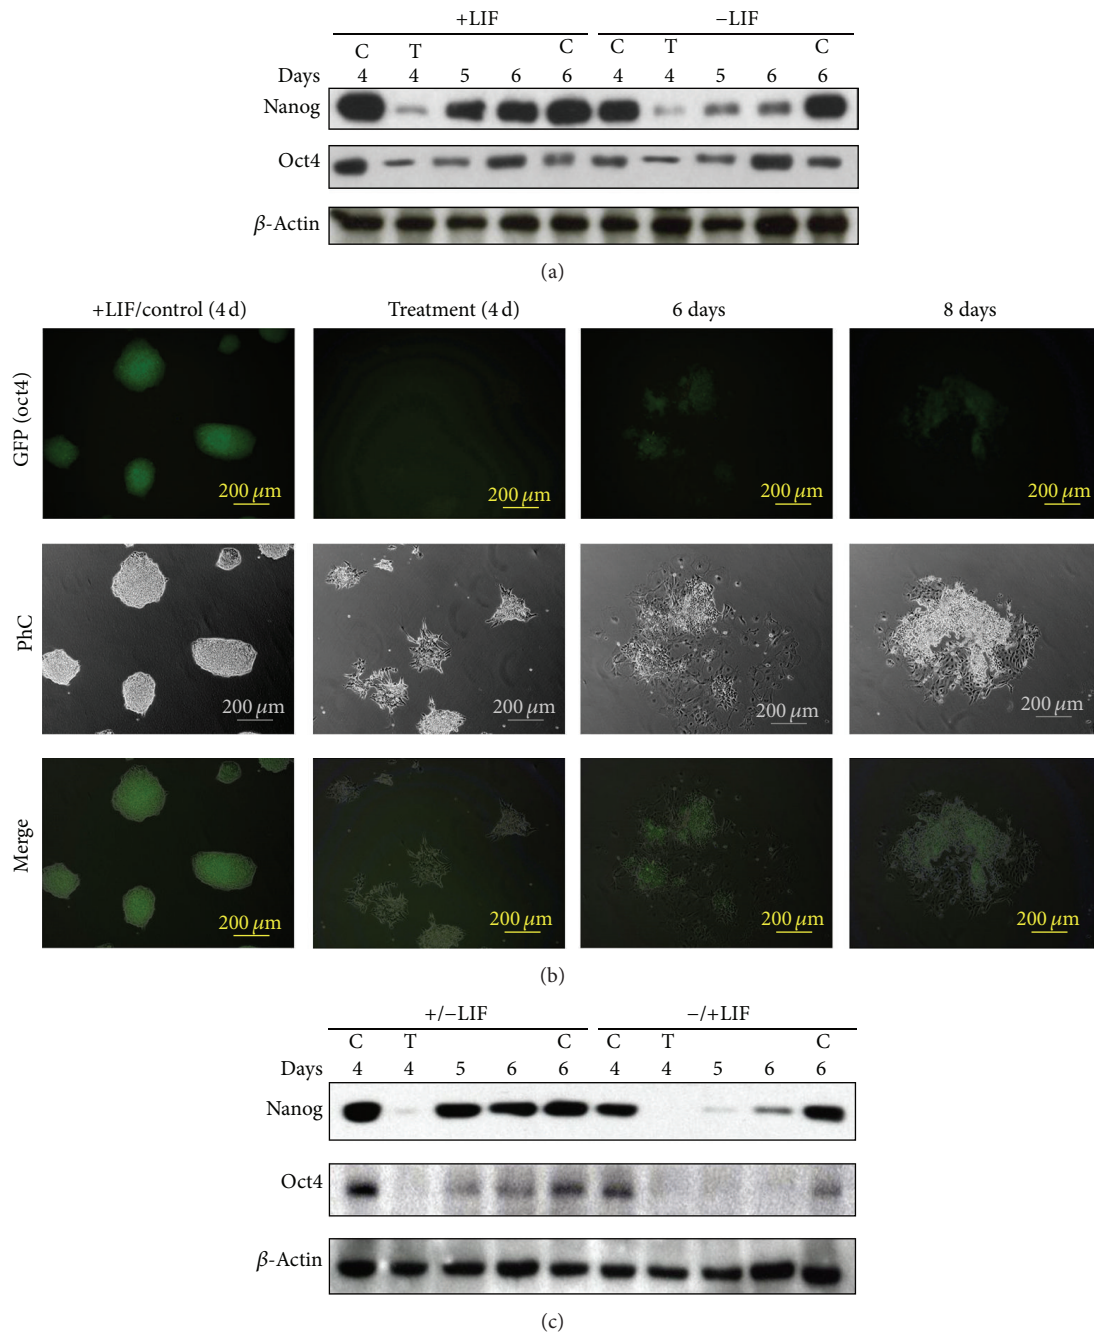 +LIF −LIF
C T C C T C
Days 4 4 5 6 6 4 4 5 6 6
Nanog
Oct4
β-Actin
(a)
+LIF/control (4 d) Treatment (4 d) 6 days 8 days
GFP (oct4)
200 μm 200 μm 200 μm 200 μm
PhC
200 μm 200 μm 200 μm 200 μm
Merge
200 μm 200 μm 200 μm 200 μm
(b)
+/−LIF −/+LIF
C T C C T C
Days 4 4 5 6 6 4 4 5 6 6
Nanog
Oct4
β-Actin
(c)